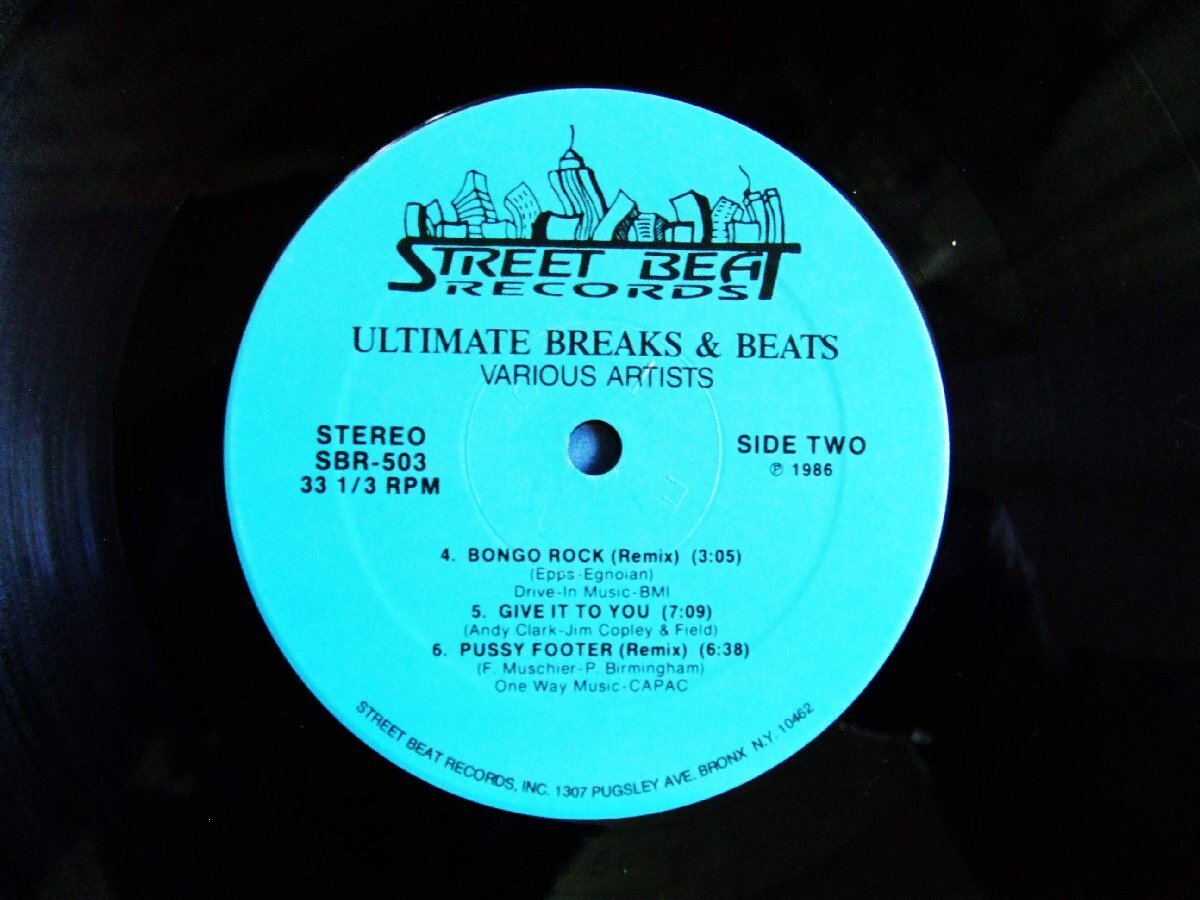 STREET BEAT
RECORDS
ULTIMATE BREAKS & BEATS
VARIOUS ARTISTS
STEREO
SBR-503
33 1/3 RPM
SIDE TWO
℗ 1986
4. BONGO ROCK (Remix) (3:05)
(Epps-Egnoian)
Drive-In Music-BMI
5. GIVE IT TO YOU (7:09)
(Andy Clark-Jim Copley & Field)
6. PUSSY FOOTER (Remix) (6:38)
(F. Muschier-P. Birmingham)
One Way Music-CAPAC
STREET BEAT RECORDS, INC. 1307 PUGSLEY AVE. BRONX N.Y. 10462